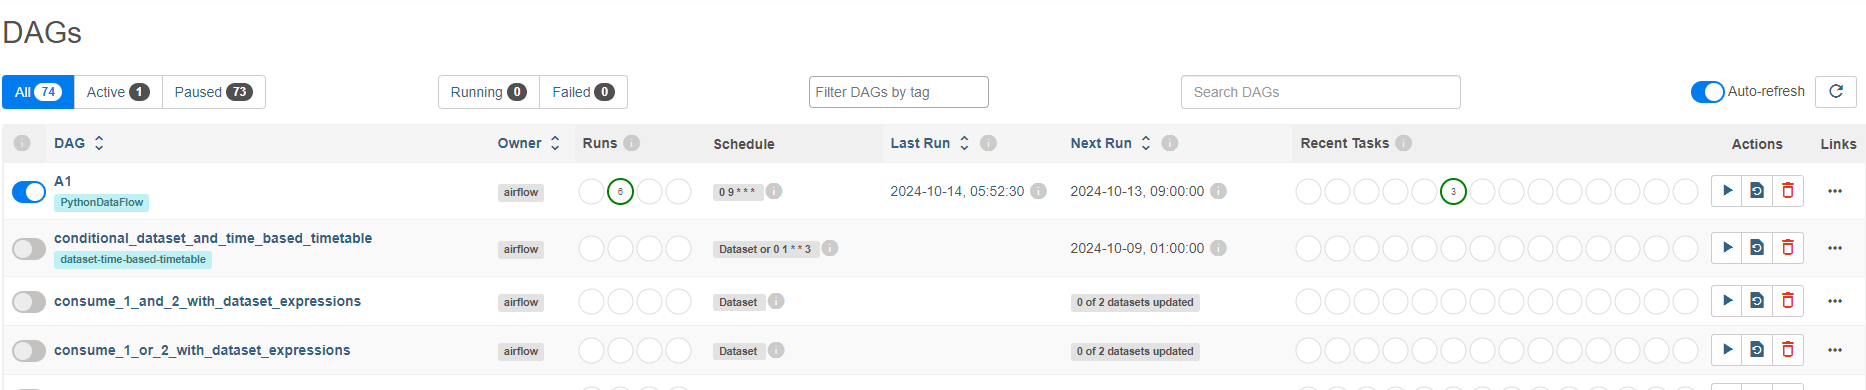 DAGs
All 74 Active 1 Paused 73 Running 0 Failed 0 Filter DAGs by tag Search DAGs Auto-refresh
DAG Owner Runs Schedule Last Run Next Run Recent Tasks Actions Links
A1 airflow 6 0 9 * * * 2024-10-14, 05:52:30 2024-10-13, 09:00:00 3
PythonDataFlow
conditional_dataset_and_time_based_timetable airflow Dataset or 0 1 * * 3 2024-10-09, 01:00:00
dataset-time-based-timetable
consume_1_and_2_with_dataset_expressions airflow Dataset 0 of 2 datasets updated
consume_1_or_2_with_dataset_expressions airflow Dataset 0 of 2 datasets updated